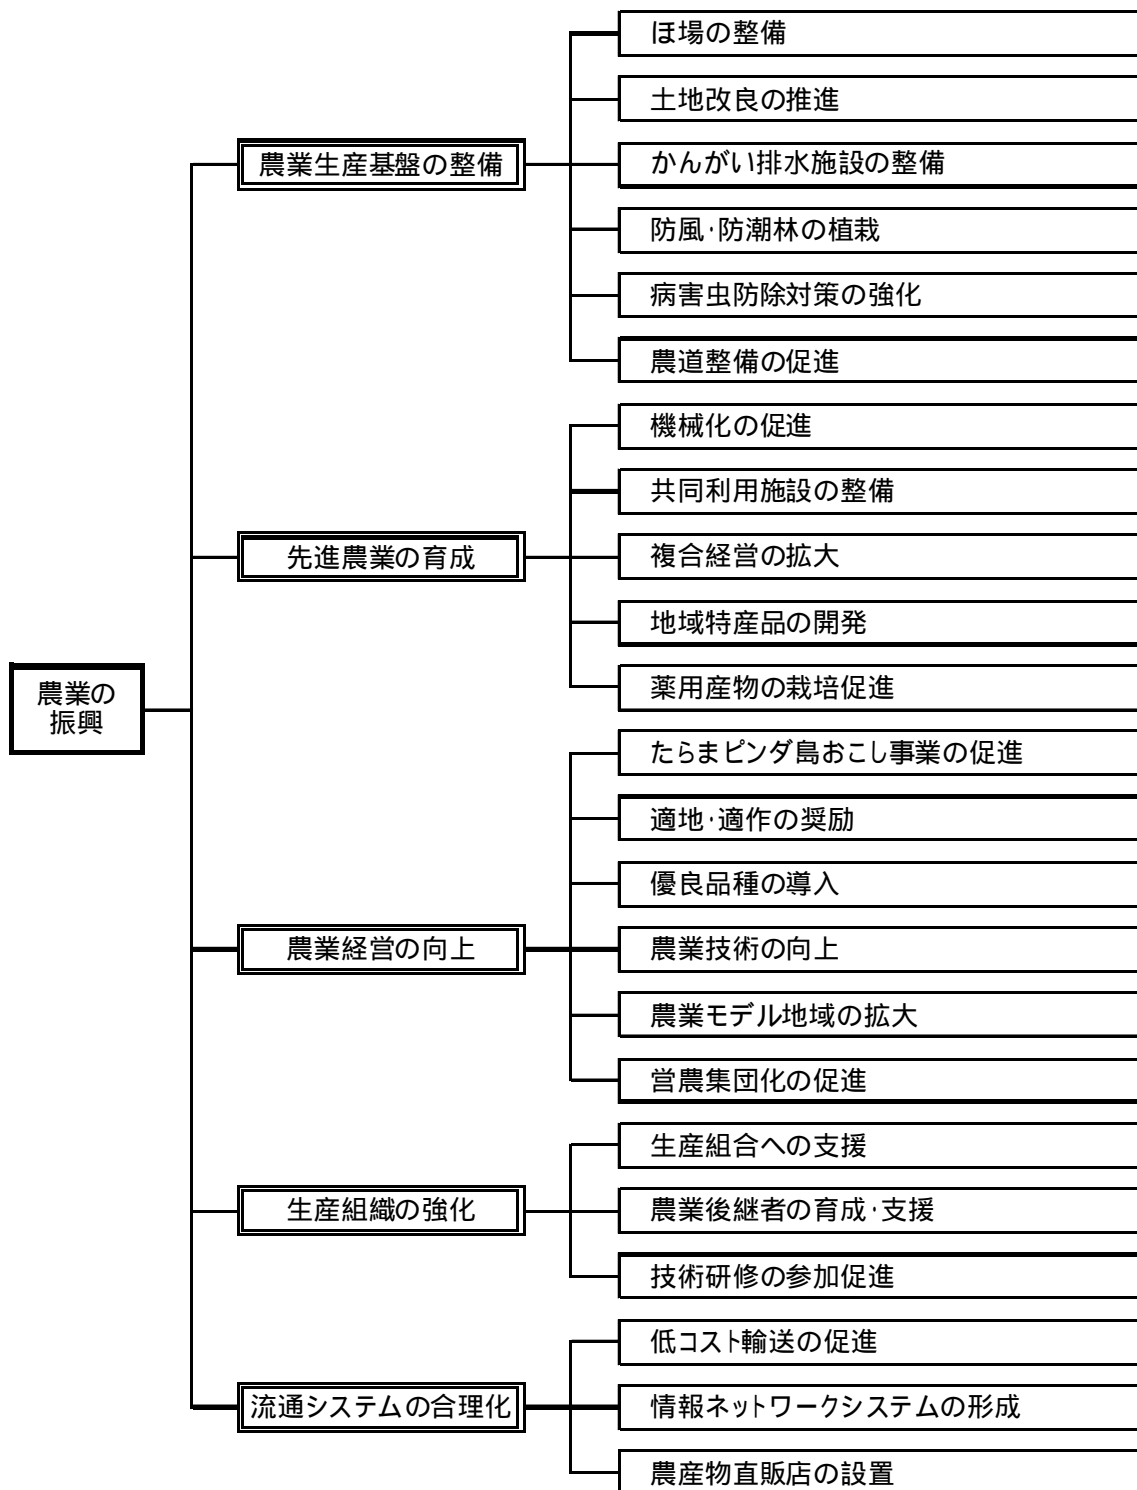 農業の
振興
農業生産基盤の整備
ほ場の整備
土地改良の推進
かんがい排水施設の整備
防風･防潮林の植栽
病害虫防除対策の強化
農道整備の促進
先進農業の育成
機械化の促進
共同利用施設の整備
複合経営の拡大
地域特産品の開発
薬用産物の栽培促進
農業経営の向上
たらまピンダ島おこし事業の促進
適地･適作の奨励
優良品種の導入
農業技術の向上
農業モデル地域の拡大
営農集団化の促進
生産組織の強化
生産組合への支援
農業後継者の育成･支援
技術研修の参加促進
流通システムの合理化
低コスト輸送の促進
情報ネットワークシステムの形成
農産物直販店の設置